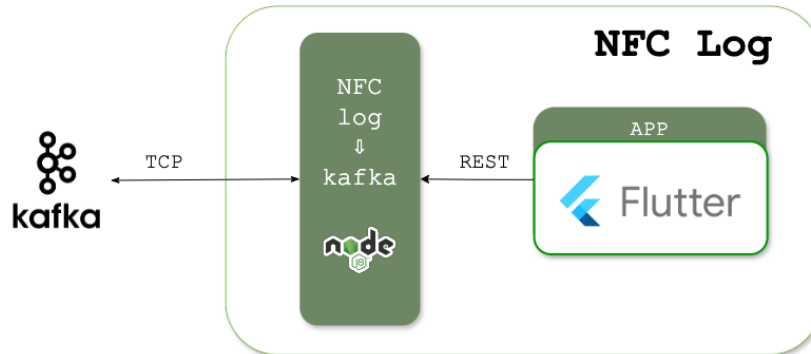 NFC Log
NFC
log
⇩
kafka
node
JS
TCP
kafka
REST
APP
Flutter